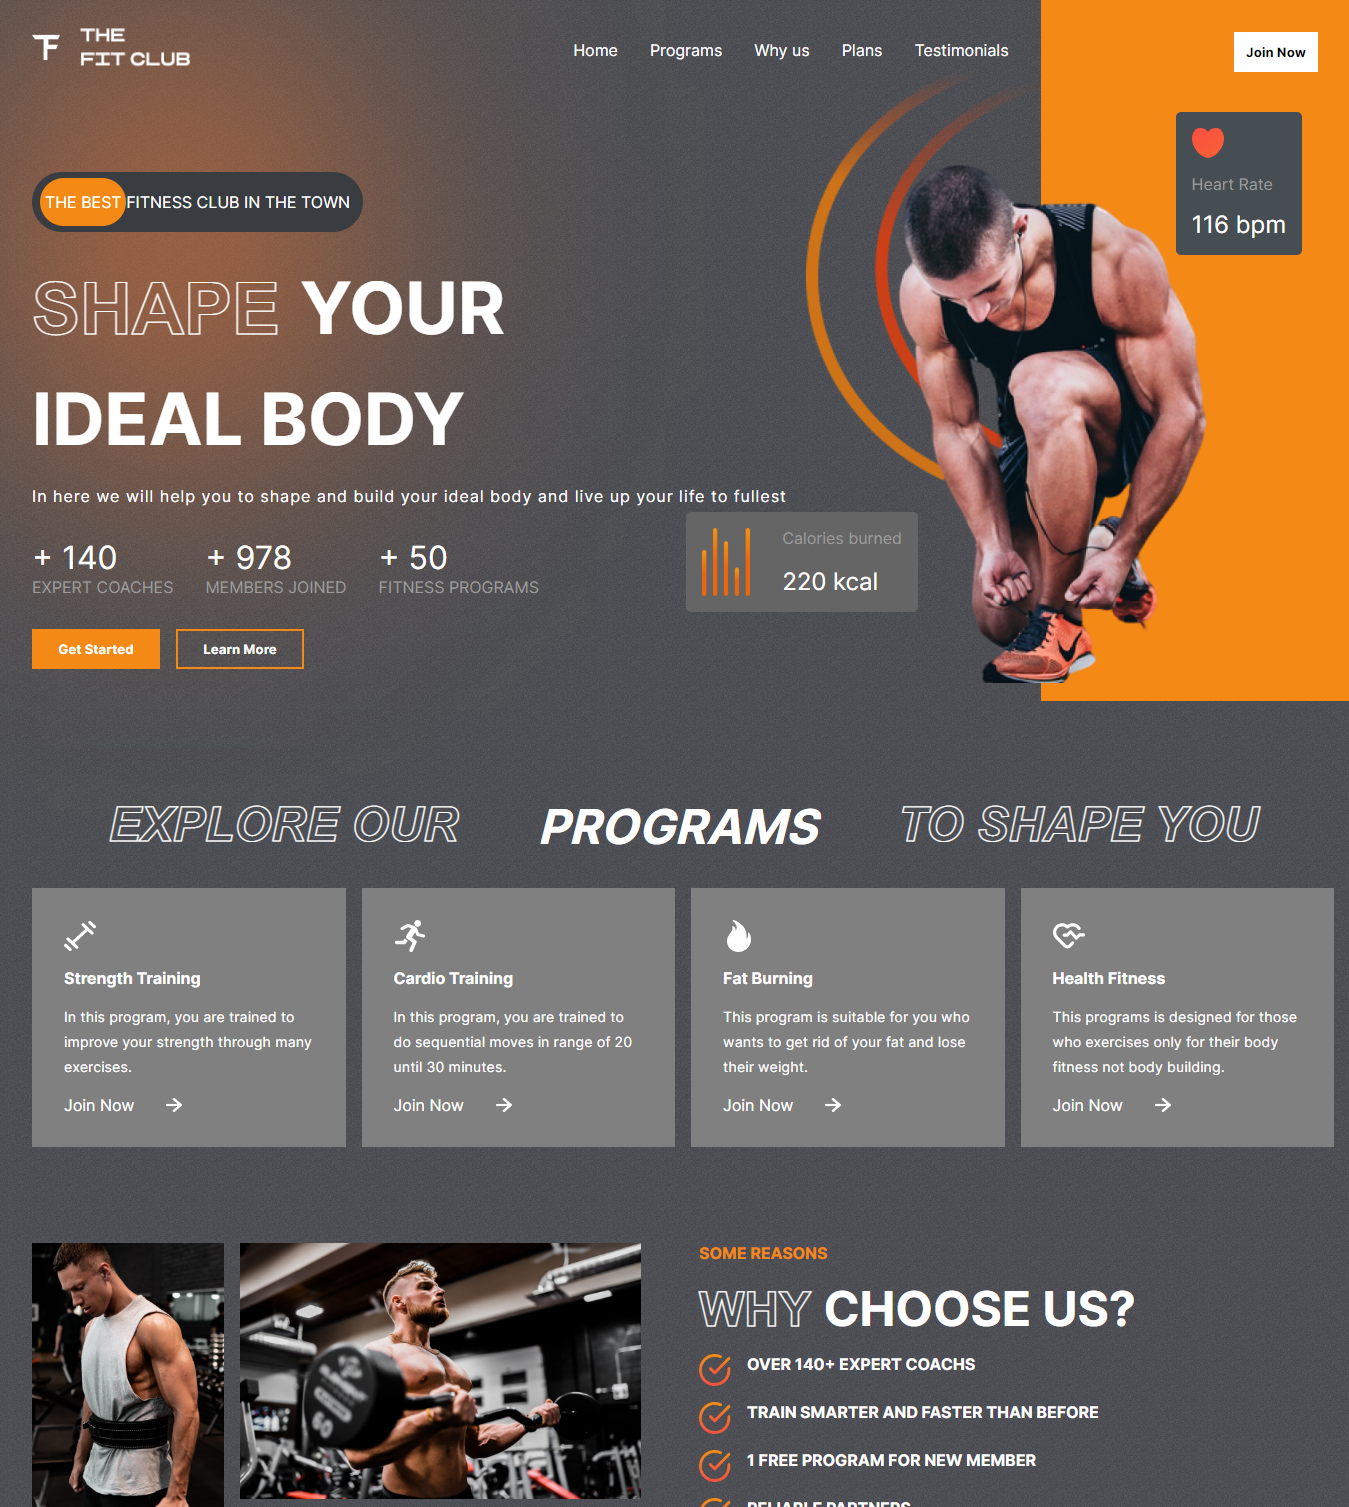 THE
FIT CLUB
Home Programs Why us Plans Testimonials
Join Now
Heart Rate
116 bpm
THE BEST FITNESS CLUB IN THE TOWN
SHAPE YOUR
IDEAL BODY
In here we will help you to shape and build your ideal body and live up your life to fullest
+ 140
EXPERT COACHES
+ 978
MEMBERS JOINED
+ 50
FITNESS PROGRAMS
Calories burned
220 kcal
Get Started
Learn More
EXPLORE OUR PROGRAMS TO SHAPE YOU
Strength Training
In this program, you are trained to
improve your strength through many
exercises.
Join Now
Cardio Training
In this program, you are trained to
do sequential moves in range of 20
until 30 minutes.
Join Now
Fat Burning
This program is suitable for you who
wants to get rid of your fat and lose
their weight.
Join Now
Health Fitness
This programs is designed for those
who exercises only for their body
fitness not body building.
Join Now
SOME REASONS
WHY CHOOSE US?
OVER 140+ EXPERT COACHS
TRAIN SMARTER AND FASTER THAN BEFORE
1 FREE PROGRAM FOR NEW MEMBER
RELIABLE PARTNERS